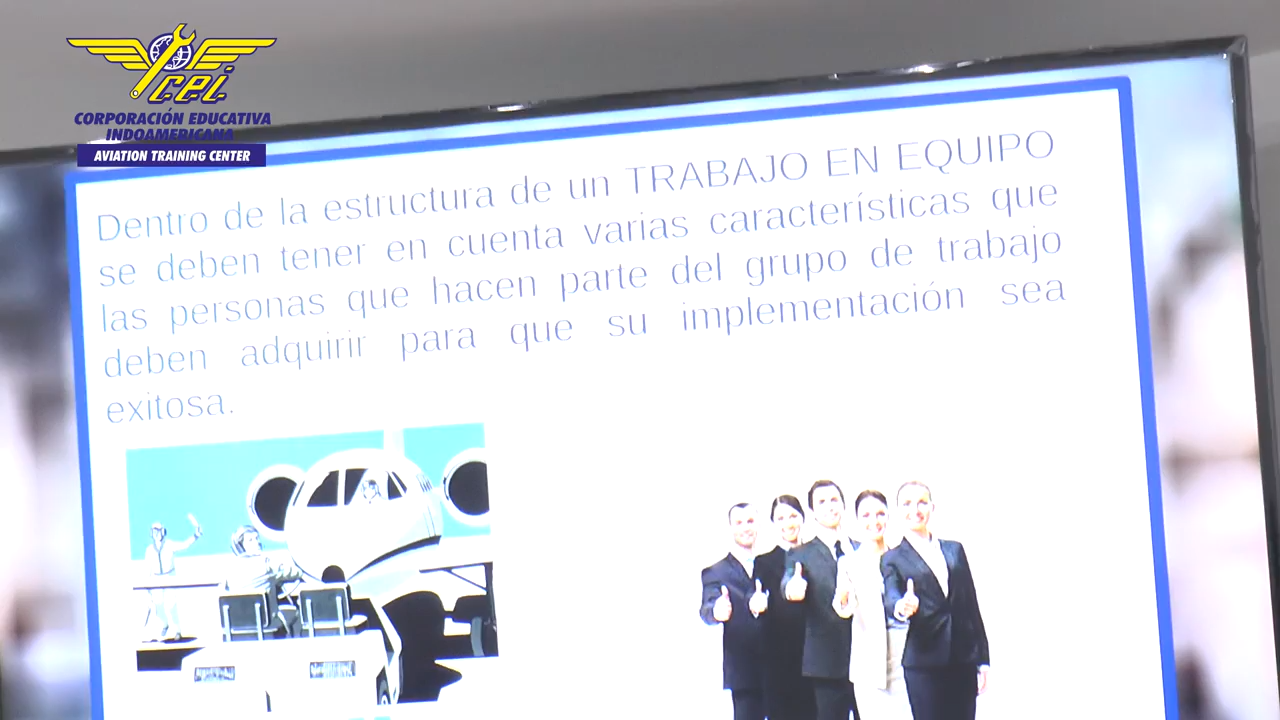 cei
CORPORACIÓN EDUCATIVA
INDOAMERICANA
AVIATION TRAINING CENTER
Dentro de la estructura de un TRABAJO EN EQUIPO
se deben tener en cuenta varias características que
las personas que hacen parte del grupo de trabajo
deben adquirir para que su implementación sea
exitosa.